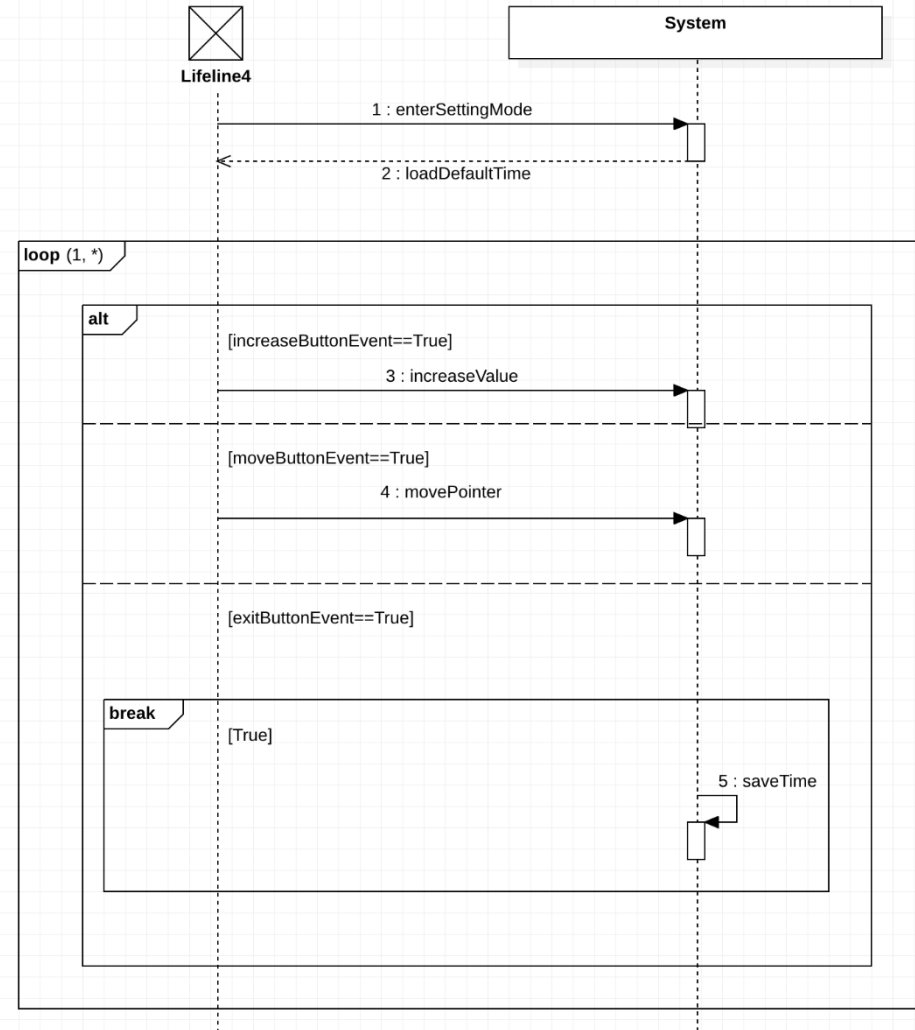 System
Lifeline4
1 : enterSettingMode
2 : loadDefaultTime
loop (1, *)
alt
[increaseButtonEvent==True]
3 : increaseValue
[moveButtonEvent==True]
4 : movePointer
[exitButtonEvent==True]
break
[True]
5 : saveTime